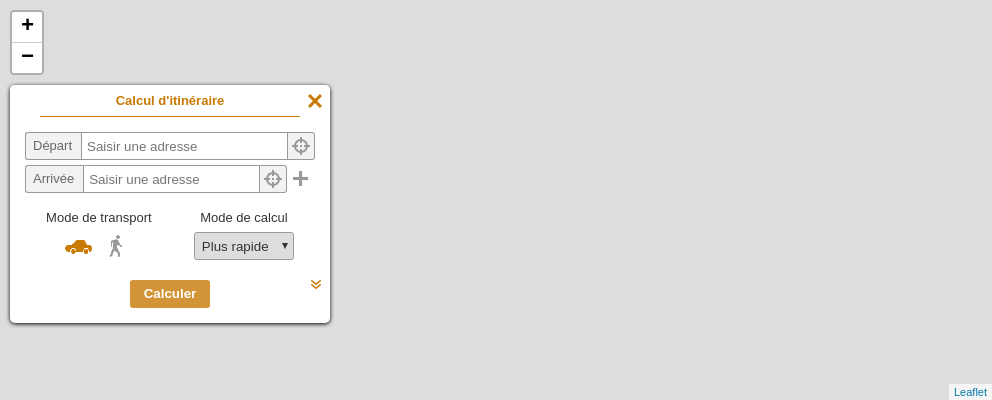 +
−
Calcul d'itinéraire
Départ Saisir une adresse
Arrivée Saisir une adresse
Mode de transport Mode de calcul
Plus rapide
Calculer
Leaflet